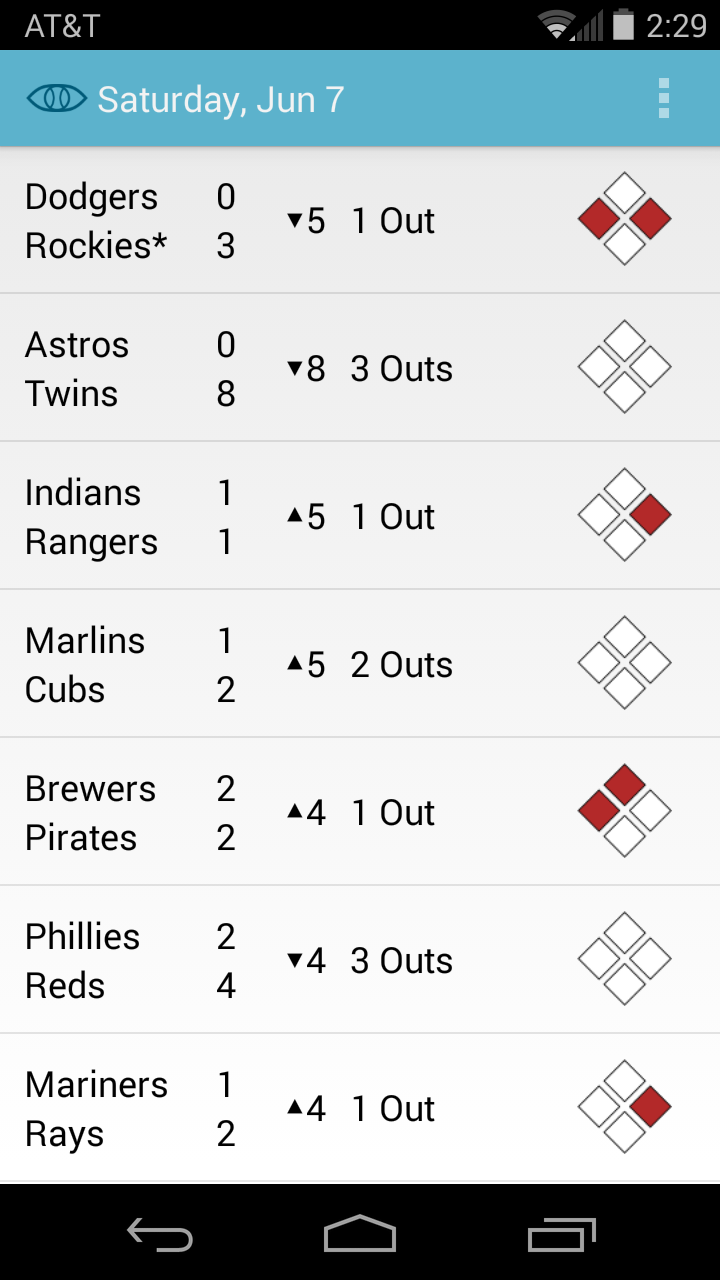 AT&T 2:29
Saturday, Jun 7
Dodgers 0
▼5 1 Out
Rockies* 3
Astros 0
▼8 3 Outs
Twins 8
Indians 1
▲5 1 Out
Rangers 1
Marlins 1
▲5 2 Outs
Cubs 2
Brewers 2
▲4 1 Out
Pirates 2
Phillies 2
▼4 3 Outs
Reds 4
Mariners 1
▲4 1 Out
Rays 2